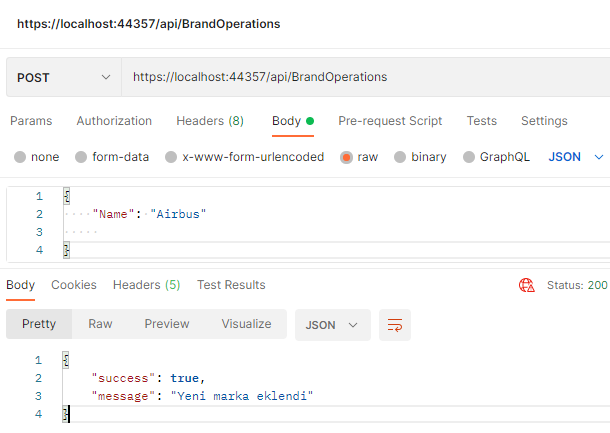 https://localhost:44357/api/BrandOperations
POST https://localhost:44357/api/BrandOperations
Params Authorization Headers (8) Body Pre-request Script Tests Settings
none form-data x-www-form-urlencoded raw binary GraphQL JSON
1 {
2 "Name": "Airbus"
3
4 }
Body Cookies Headers (5) Test Results Status: 200
Pretty Raw Preview Visualize JSON
1 {
2 "success": true,
3 "message": "Yeni marka eklendi"
4 }